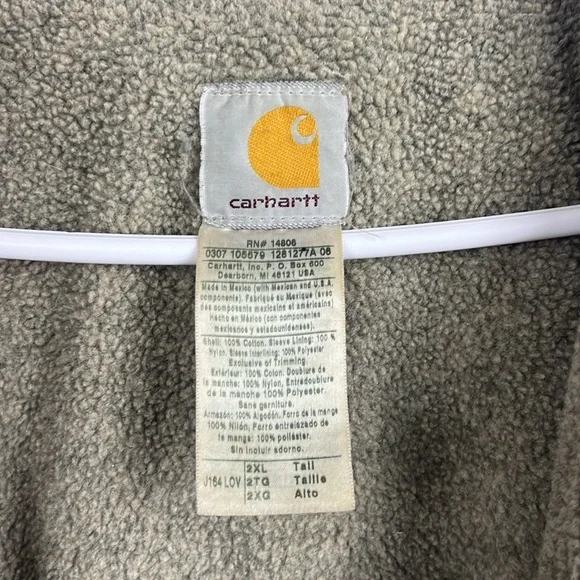 carhartt
RN# 14806
0307 106679 1281277A 06
Carhartt, Inc. P. O. Box 600
Dearborn, MI 48121 USA
Made in Mexico (with Mexican and U.S.A.
components). Fabriqué au Mexique (avec
des composants mexicains et américains)
Hecho en México (con componentes
mexicanos y estadounidenses)
Shell: 100% Cotton. Sleeve Lining: 100 %
Nylon. Sleeve Interlining: 100% Polyester
Exclusive of Trimming.
Extérieur: 100% Coton. Doublure de
la manche: 100% Nylon, Entredoublure
de la manche 100% Polyester.
Sans garniture.
Armazón: 100% Algodón. Forro de la manga:
100% Nilón. Forro entrelazado de
la manga: 100% poliéster.
Sin incluir adorno.
2XL Tall
J164 LOV 2TG Taille
2XG Alto